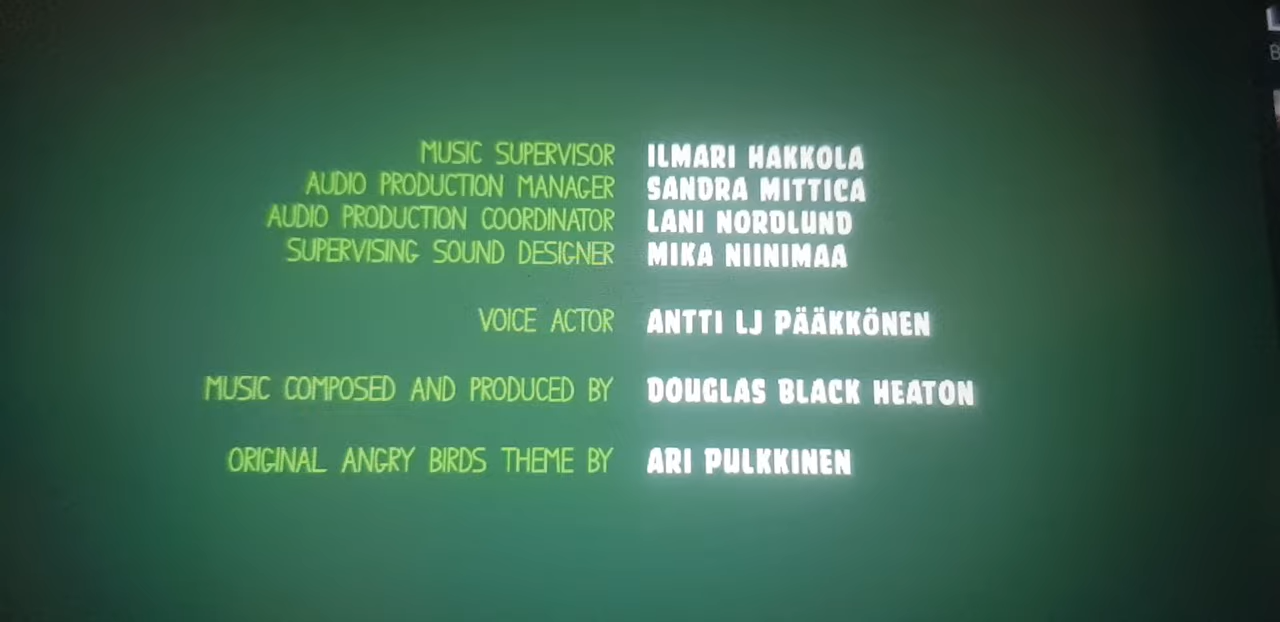 MUSIC SUPERVISOR ILMARI HAKKOLA
AUDIO PRODUCTION MANAGER SANDRA MITTICA
AUDIO PRODUCTION COORDINATOR LANI NORDLUND
SUPERVISING SOUND DESIGNER MIKA NIINIMAA
VOICE ACTOR ANTTI LJ PÄÄKKÖNEN
MUSIC COMPOSED AND PRODUCED BY DOUGLAS BLACK HEATON
ORIGINAL ANGRY BIRDS THEME BY ARI PULKKINEN